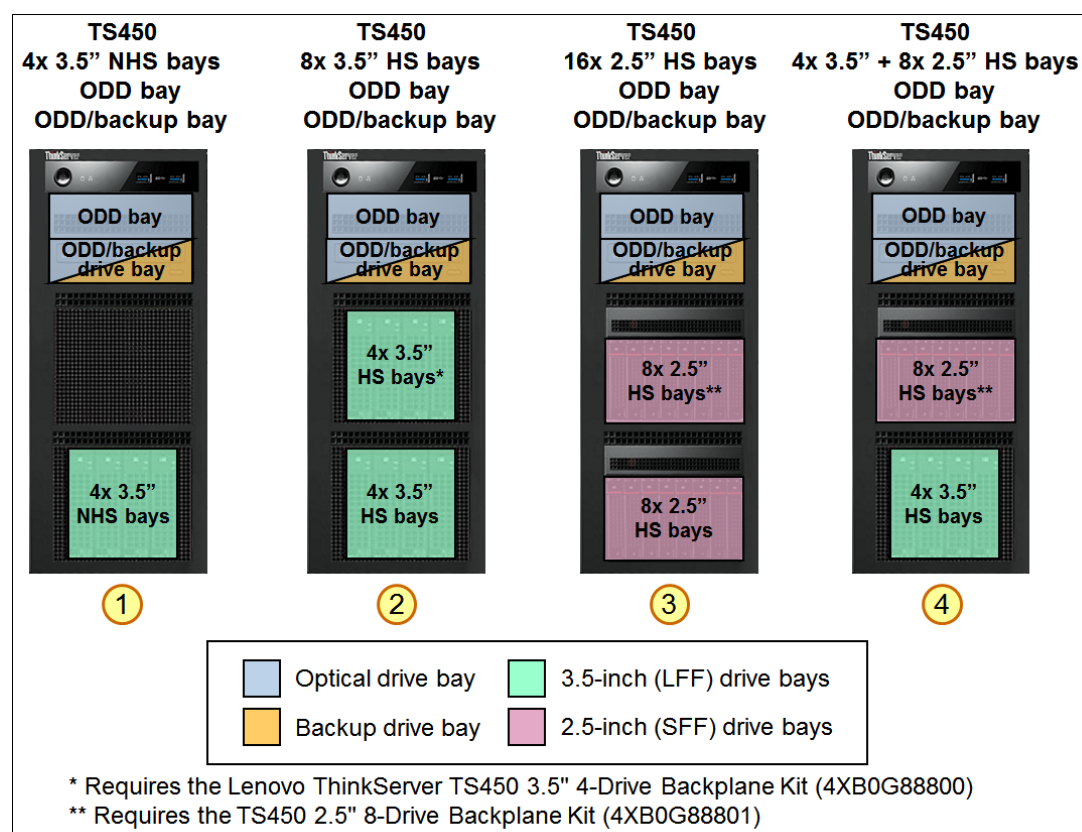 TS450
4x 3.5” NHS bays
ODD bay
ODD/backup bay
ThinkServer
ODD bay
ODD/backup
drive bay
4x 3.5”
NHS bays
1
TS450
8x 3.5” HS bays
ODD bay
ODD/backup bay
ThinkServer
ODD bay
ODD/backup
drive bay
4x 3.5”
HS bays*
4x 3.5”
HS bays
2
TS450
16x 2.5” HS bays
ODD bay
ODD/backup bay
ThinkServer
ODD bay
ODD/backup
drive bay
8x 2.5”
HS bays**
8x 2.5”
HS bays
3
TS450
4x 3.5” + 8x 2.5” HS bays
ODD bay
ODD/backup bay
ThinkServer
ODD bay
ODD/backup
drive bay
8x 2.5”
HS bays**
4x 3.5”
HS bays
4
Optical drive bay
3.5-inch (LFF) drive bays
Backup drive bay
2.5-inch (SFF) drive bays
* Requires the Lenovo ThinkServer TS450 3.5" 4-Drive Backplane Kit (4XB0G88800)
** Requires the TS450 2.5" 8-Drive Backplane Kit (4XB0G88801)